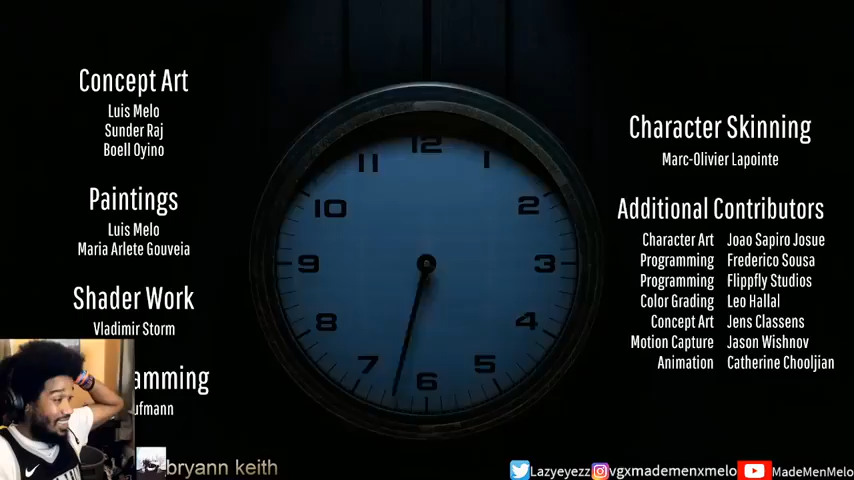 Concept Art
Luis Melo
Sunder Raj
Boell Oyino
Paintings
Luis Melo
Maria Arlete Gouveia
Shader Work
Vladimir Storm
amming
ufmann
12
11
1
10
2
9
3
8
4
7
5
6
Character Skinning
Marc-Olivier Lapointe
Additional Contributors
Character Art Joao Sapiro Josue
Programming Frederico Sousa
Programming Flippfly Studios
Color Grading Leo Hallal
Concept Art Jens Classens
Motion Capture Jason Wishnov
Animation Catherine Chooljian
bryann keith
Lazyeyezz vgxmademenxmelo MadeMenMelo